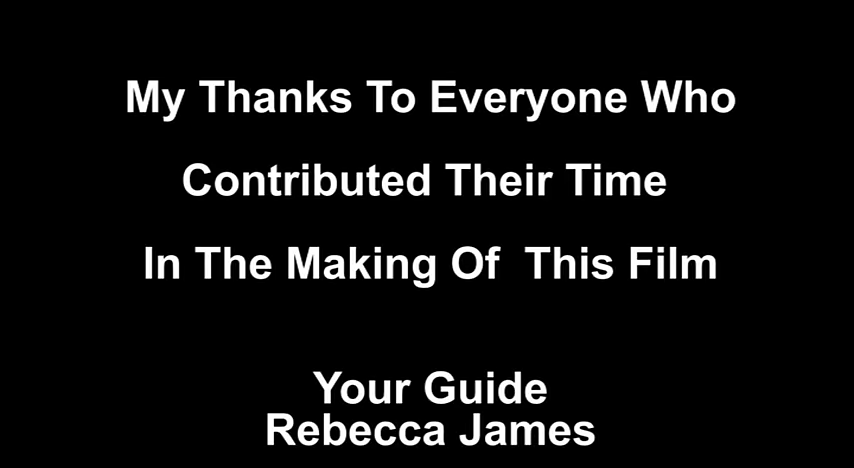 My Thanks To Everyone Who
Contributed Their Time
In The Making Of  This Film
Your Guide
Rebecca James